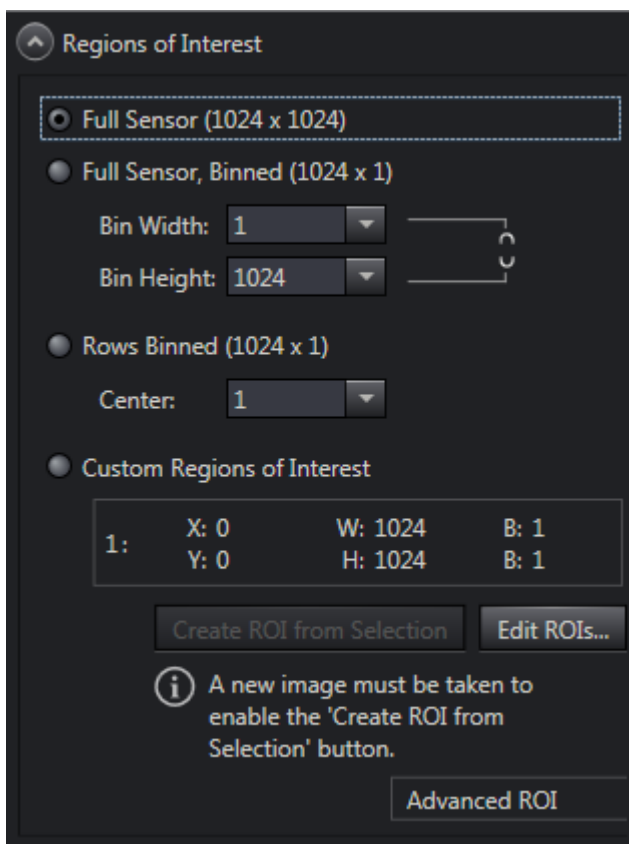 Regions of Interest
Full Sensor (1024 x 1024)
Full Sensor, Binned (1024 x 1)
Bin Width: 1
Bin Height: 1024
Rows Binned (1024 x 1)
Center: 1
Custom Regions of Interest
1: X: 0 W: 1024 B: 1
Y: 0 H: 1024 B: 1
Create ROI from Selection Edit ROIs...
A new image must be taken to
enable the 'Create ROI from
Selection' button.
Advanced ROI